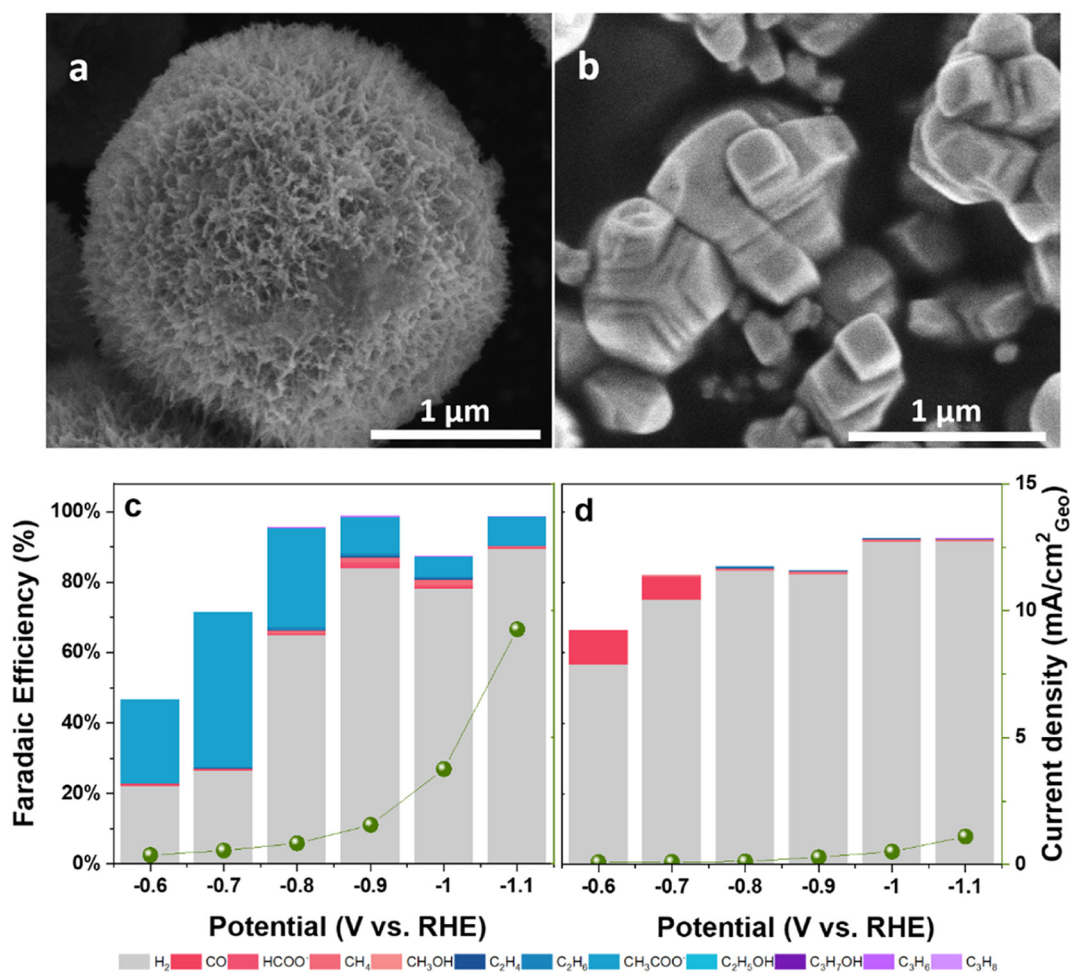 a
b
1 µm
1 µm
c
d
Faradaic Efficiency (%)
100%
80%
60%
40%
20%
0%
15
10
5
0
Current density (mA/cm²Geo)
-0.6 -0.7 -0.8 -0.9 -1 -1.1
-0.6 -0.7 -0.8 -0.9 -1 -1.1
Potential (V vs. RHE)
Potential (V vs. RHE)
H₂ CO HCOO⁻ CH₄ CH₃OH C₂H₄ C₂H₆ CH₃COO⁻ C₂H₅OH C₃H₇OH C₃H₆ C₃H₈